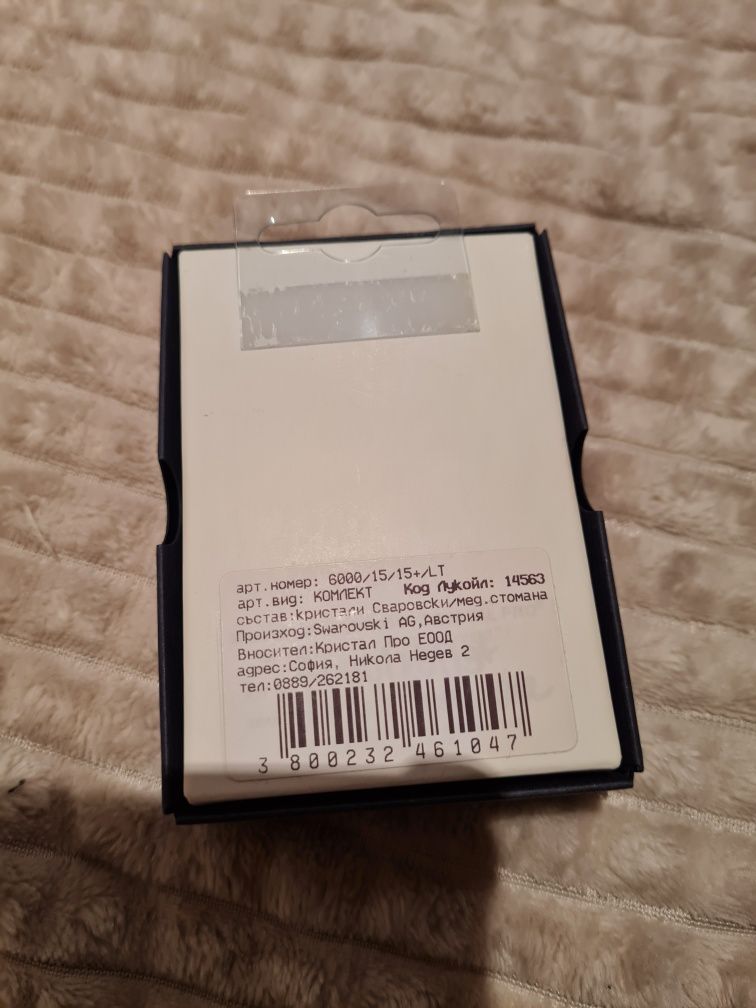 арт.номер: 6000/15/15+/LT
арт.вид: КОМЛЕКТ Код Лукойл: 14563
състав:кристали Сваровски/мед.стомана
Произход:Swarovski AG,Австрия
Вносител:Кристал Про ЕООД
адрес:София, Никола Недев 2
тел:0889/262181
3 800232 461047